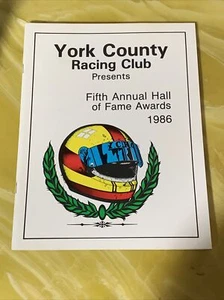 York County
Racing Club
Presents
Fifth Annual Hall
of Fame Awards
1986